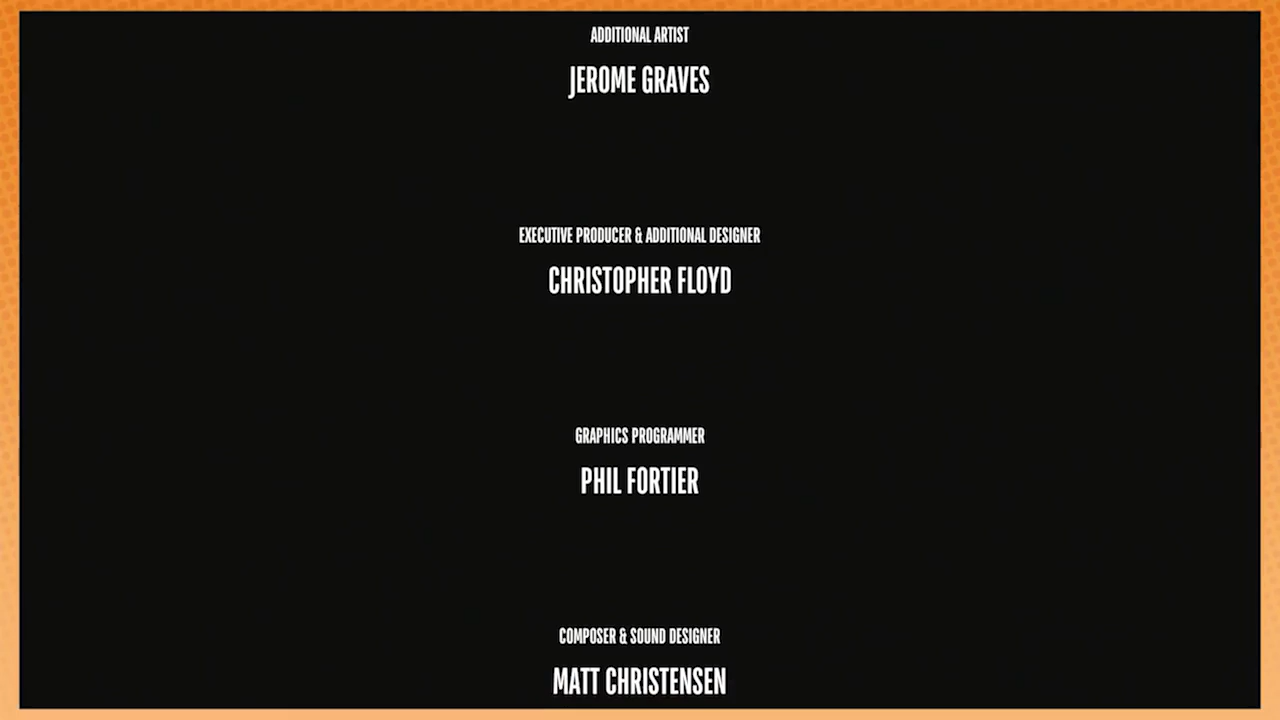 ADDITIONAL ARTIST
JEROME GRAVES
EXECUTIVE PRODUCER & ADDITIONAL DESIGNER
CHRISTOPHER FLOYD
GRAPHICS PROGRAMMER
PHIL FORTIER
COMPOSER & SOUND DESIGNER
MATT CHRISTENSEN